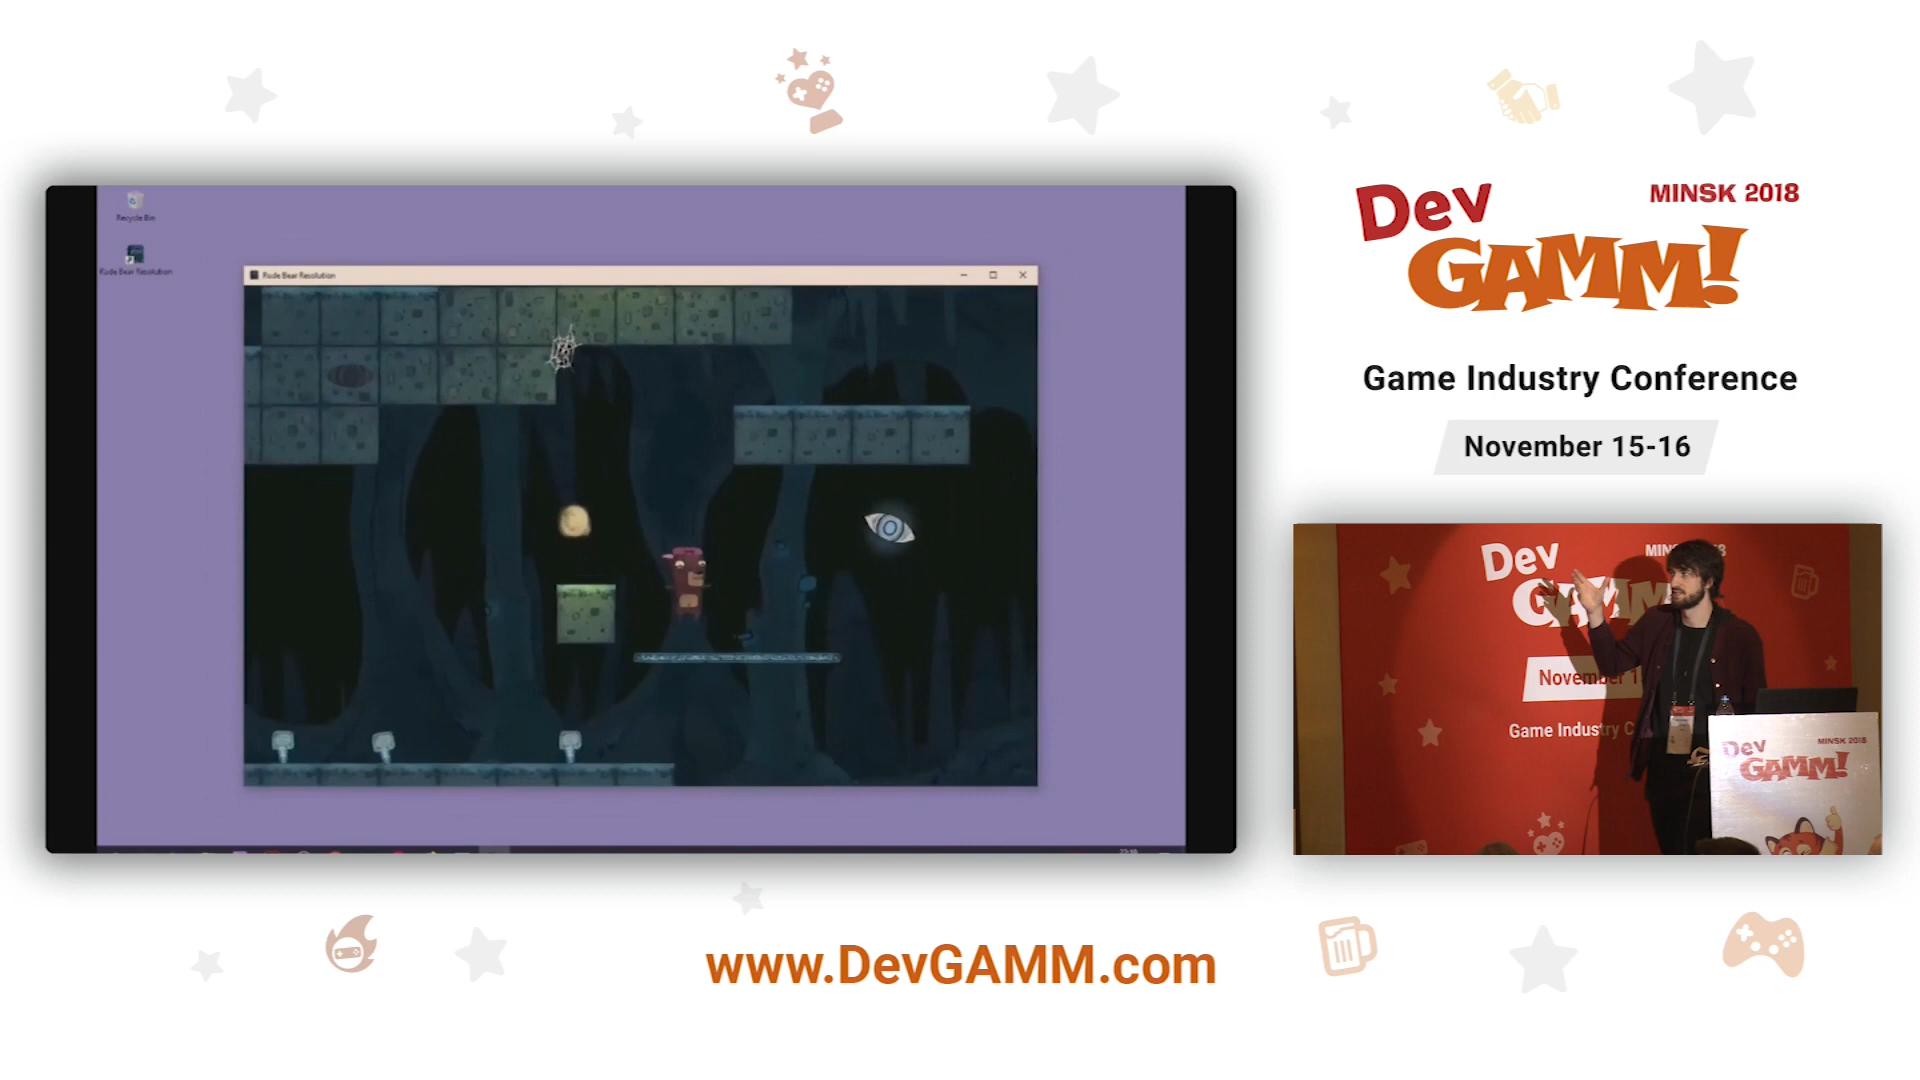 Recycle Bin
Rude Bear Resolution
Rude Bear Resolution
Dev
GAMM!
MINSK 2018
Game Industry Conference
November 15-16
Dev
GAMM
Game Industry
Dev
GAMM!
MINSK 2018
www.DevGAMM.com